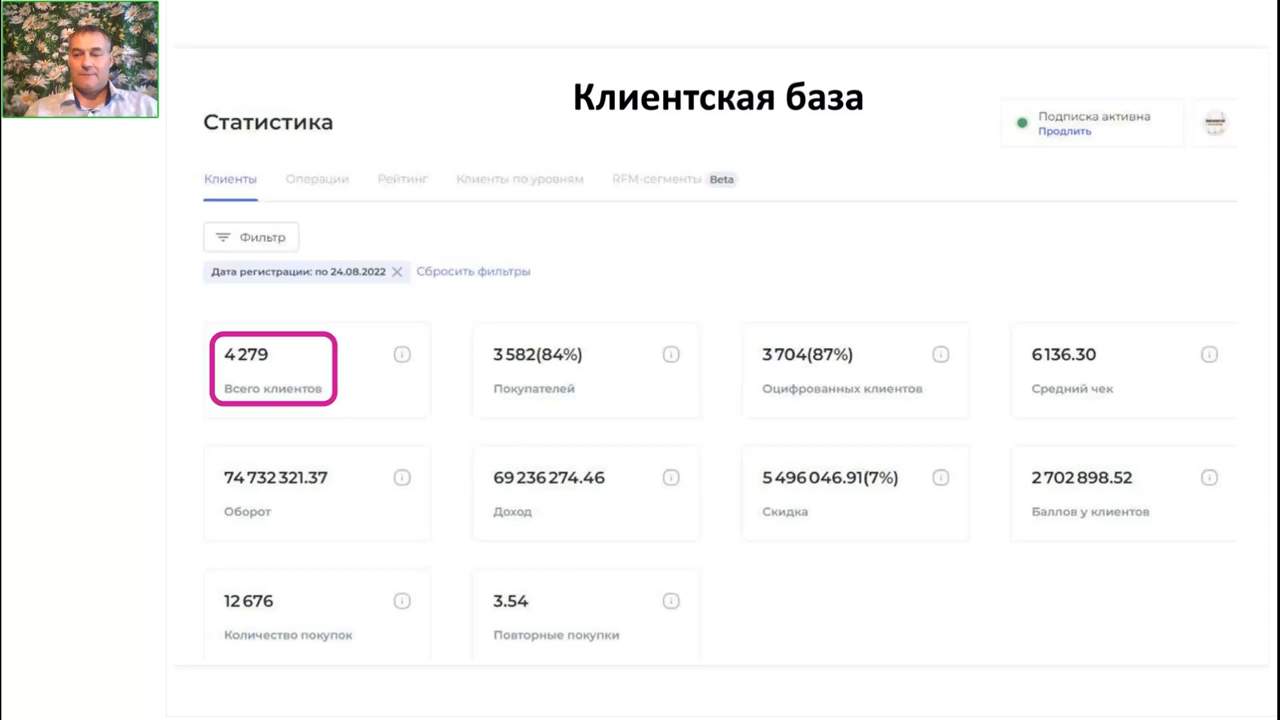 Клиентская база
Статистика
Подписка активна
Продлить
Клиенты Операции Рейтинг Клиенты по уровням RFM-сегменты Beta
Фильтр
Дата регистрации: по 24.08.2022 Сбросить фильтры
4 279 3 582(84%) 3 704(87%) 6 136.30
Всего клиентов Покупателей Оцифрованных клиентов Средний чек
74 732 321.37 69 236 274.46 5 496 046.91(7%) 2 702 898.52
Оборот Доход Скидка Баллов у клиентов
12 676 3.54
Количество покупок Повторные покупки